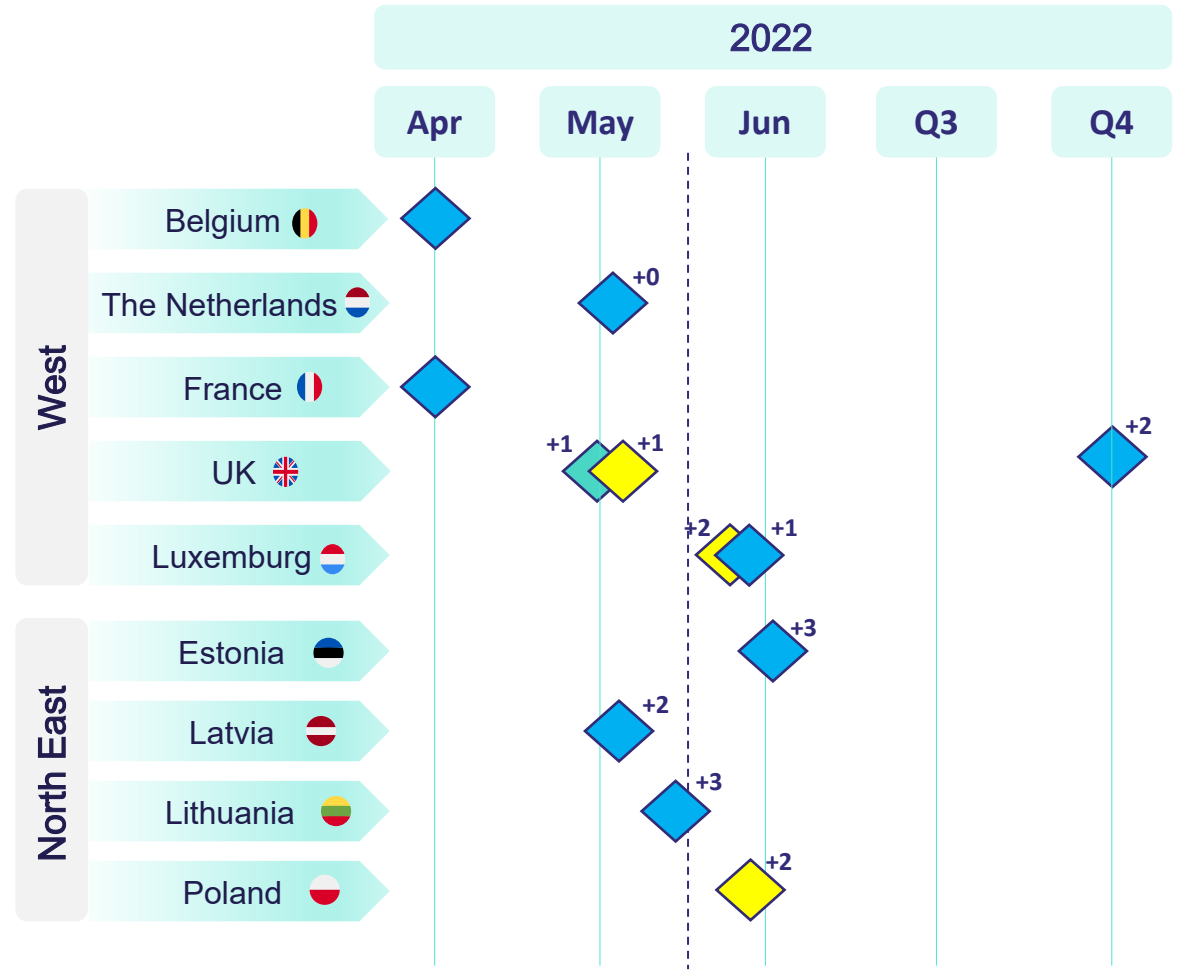 2022
Apr May Jun Q3 Q4
West
Belgium
The Netherlands +0
France
UK +1 +1 +2
Luxemburg +2 +1
North East
Estonia +3
Latvia +2
Lithuania +3
Poland +2